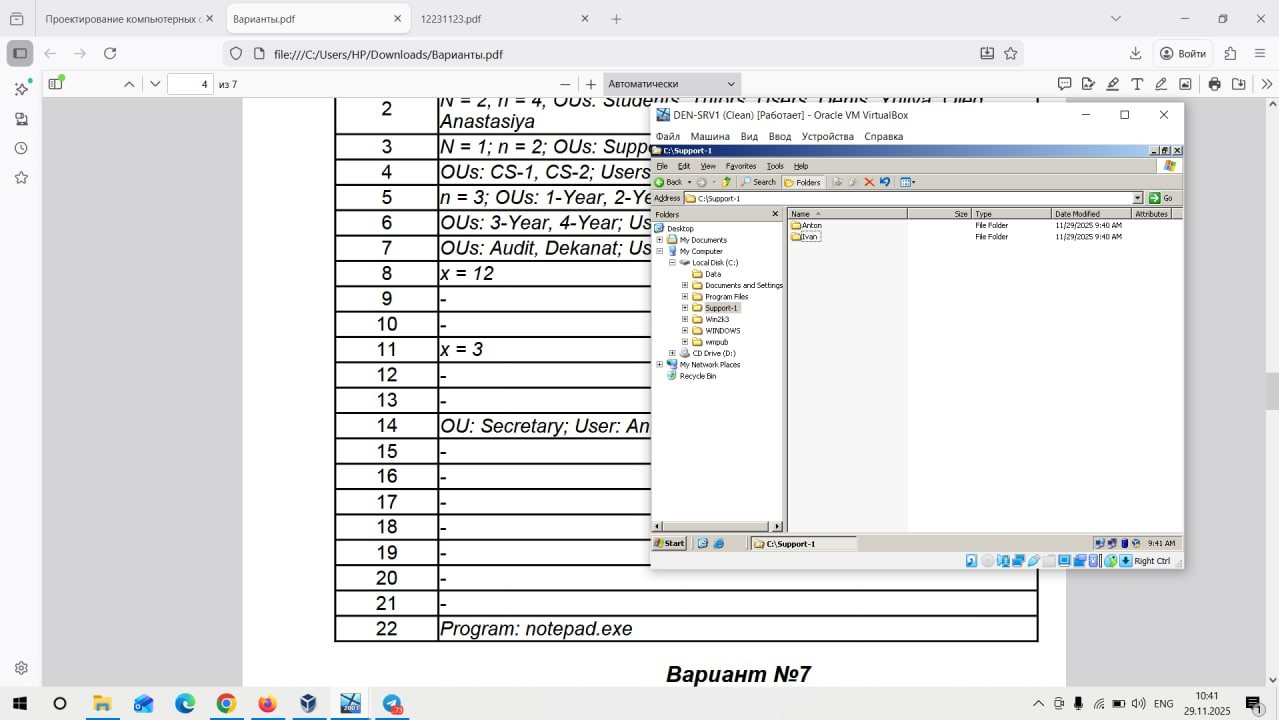 Проектирование компьютерных с
Варианты.pdf
12231123.pdf
file:///C:/Users/HP/Downloads/Варианты.pdf
Войти
4 из 7
Автоматически
2 N = 2; n = 4; OUs: Students, Tutors, Users: Denis, Yuliya, Oleg,
Anastasiya
3 N = 1; n = 2; OUs: Supp
4 OUs: CS-1, CS-2; Users
5 n = 3; OUs: 1-Year, 2-Ye
6 OUs: 3-Year, 4-Year; Us
7 OUs: Audit, Dekanat; Us
8 x = 12
9 -
10 -
11 x = 3
12 -
13 -
14 OU: Secretary; User: An
15 -
16 -
17 -
18 -
19 -
20 -
21 -
22 Program: notepad.exe
Вариант №7
DEN-SRV1 (Clean) [Работает] - Oracle VM VirtualBox
Файл Машина Вид Ввод Устройства Справка
C:\Support-1
File Edit View Favorites Tools Help
Back Search Folders
Address C:\Support-1 Go
Folders
Desktop
My Documents
My Computer
Local Disk (C:)
Data
Documents and Settings
Program Files
Support-1
Win2k3
WINDOWS
wmpub
CD Drive (D:)
My Network Places
Recycle Bin
Name Size Type Date Modified Attributes
Anton File Folder 11/29/2025 9:40 AM
Ivan File Folder 11/29/2025 9:40 AM
Start C:\Support-1 9:41 AM
Right Ctrl
ENG
10:41
29.11.2025